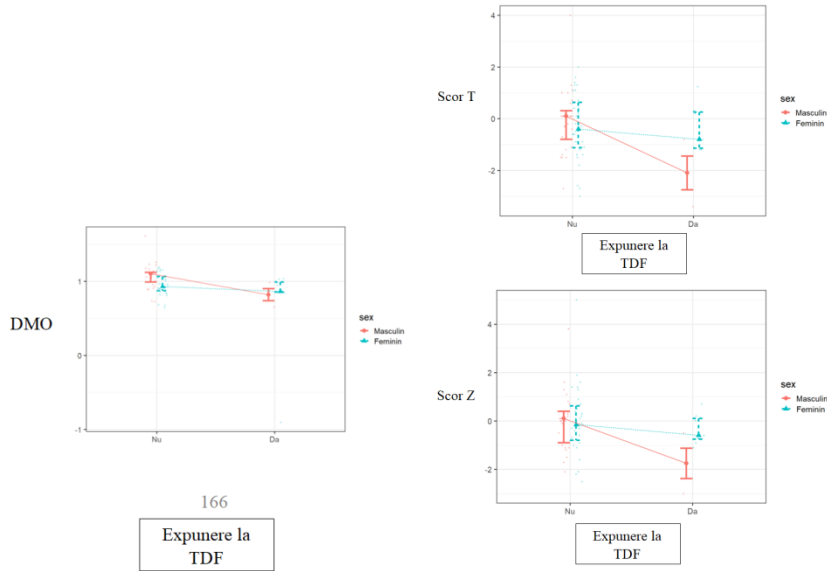 DMO
1
0
-1
Nu
Da
sex
Masculin
Feminin
166
Expunere la
TDF
Scor T
4
2
0
-2
Nu
Da
sex
Masculin
Feminin
Expunere la
TDF
Scor Z
4
2
0
-2
Nu
Da
sex
Masculin
Feminin
Expunere la
TDF